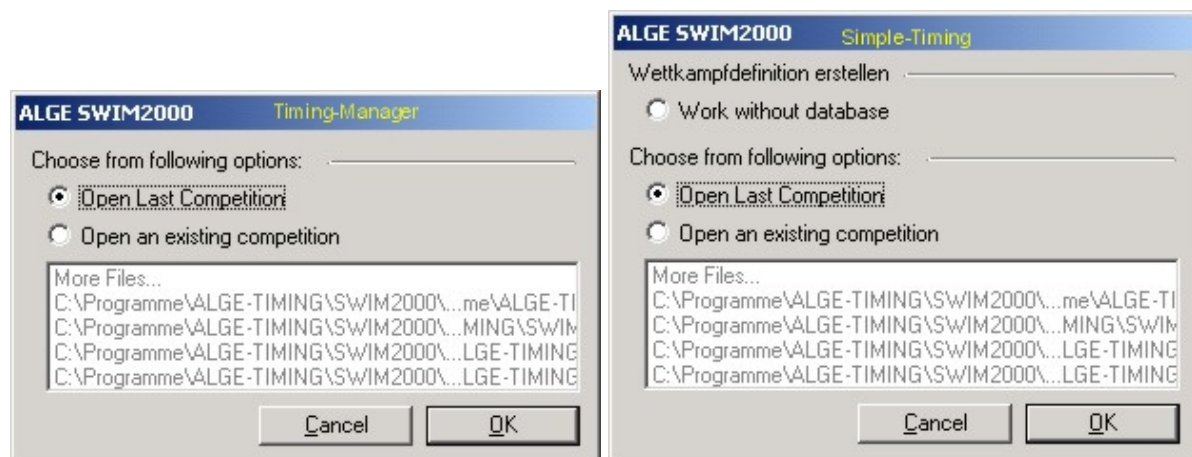 ALGE SWIM2000 Timing-Manager
Choose from following options:
Open Last Competition
Open an existing competition
More Files...
C:\Programme\ALGE-TIMING\SWIM2000\...me\ALGE-TI
C:\Programme\ALGE-TIMING\SWIM2000\...MING\SWIM
C:\Programme\ALGE-TIMING\SWIM2000\...LGE-TIMING
C:\Programme\ALGE-TIMING\SWIM2000\...LGE-TIMING
Cancel OK
ALGE SWIM2000 Simple-Timing
Wettkampfdefinition erstellen
Work without database
Choose from following options:
Open Last Competition
Open an existing competition
More Files...
C:\Programme\ALGE-TIMING\SWIM2000\...me\ALGE-TI
C:\Programme\ALGE-TIMING\SWIM2000\...MING\SWIM
C:\Programme\ALGE-TIMING\SWIM2000\...LGE-TIMING
C:\Programme\ALGE-TIMING\SWIM2000\...LGE-TIMING
Cancel OK